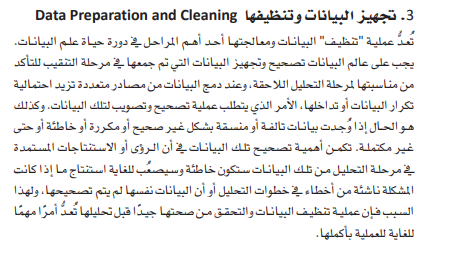 3. تجهيز البيانات وتنظيفها Data Preparation and Cleaning
تُعدُّ عملية "تنظيف" البيانات ومعالجتها أحد أهم المراحل في دورة حياة علم البيانات.
يجب على عالم البيانات تصحيح وتجهيز البيانات التي تم جمعها في مرحلة التنقيب للتأكد
من مناسبتها لمرحلة التحليل اللاحقة، وعند دمج البيانات من مصادر متعددة تزيد احتمالية
تكرار البيانات أو تداخلها، الأمر الذي يتطلب عملية تصحيح وتصويب لتلك البيانات. وكذلك
هو الحال إذا وُجدت بيانات تالفة أو منسقة بشكل غير صحيح أو مكررة أو خاطئة أو حتى
غير مكتملة. تكمن أهمية تصحيح تلك البيانات في أن الرؤى أو الاستنتاجات المستمدة
في مرحلة التحليل من تلك البيانات ستكون خاطئة وسيصعُب للغاية استنتاج ما إذا كانت
المشكلة ناشئة من أخطاء في خطوات التحليل أو أن البيانات نفسها لم يتم تصحيحها، ولهذا
السبب فإن عملية تنظيف البيانات والتحقق من صحتها جيدًا قبل تحليلها تُعدُّ أمرًا مهمًا
للغاية للعملية بأكملها.